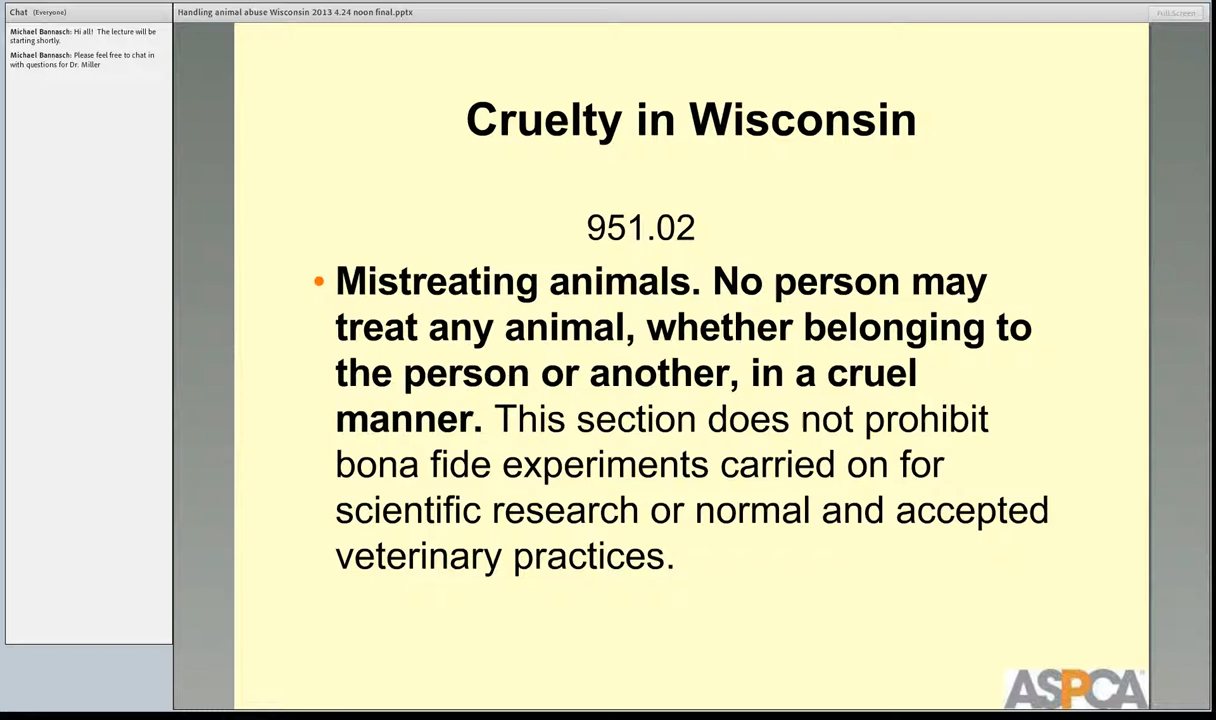 Chat (Everyone)
Michael Bannasch: Hi all! The lecture will be
starting shortly.
Michael Bannasch: Please feel free to chat in
with questions for Dr. Miller
Handling animal abuse Wisconsin 2013 4.24 noon final.pptx
Full Screen
Cruelty in Wisconsin
951.02
• Mistreating animals. No person may
treat any animal, whether belonging to
the person or another, in a cruel
manner. This section does not prohibit
bona fide experiments carried on for
scientific research or normal and accepted
veterinary practices.
ASPCA